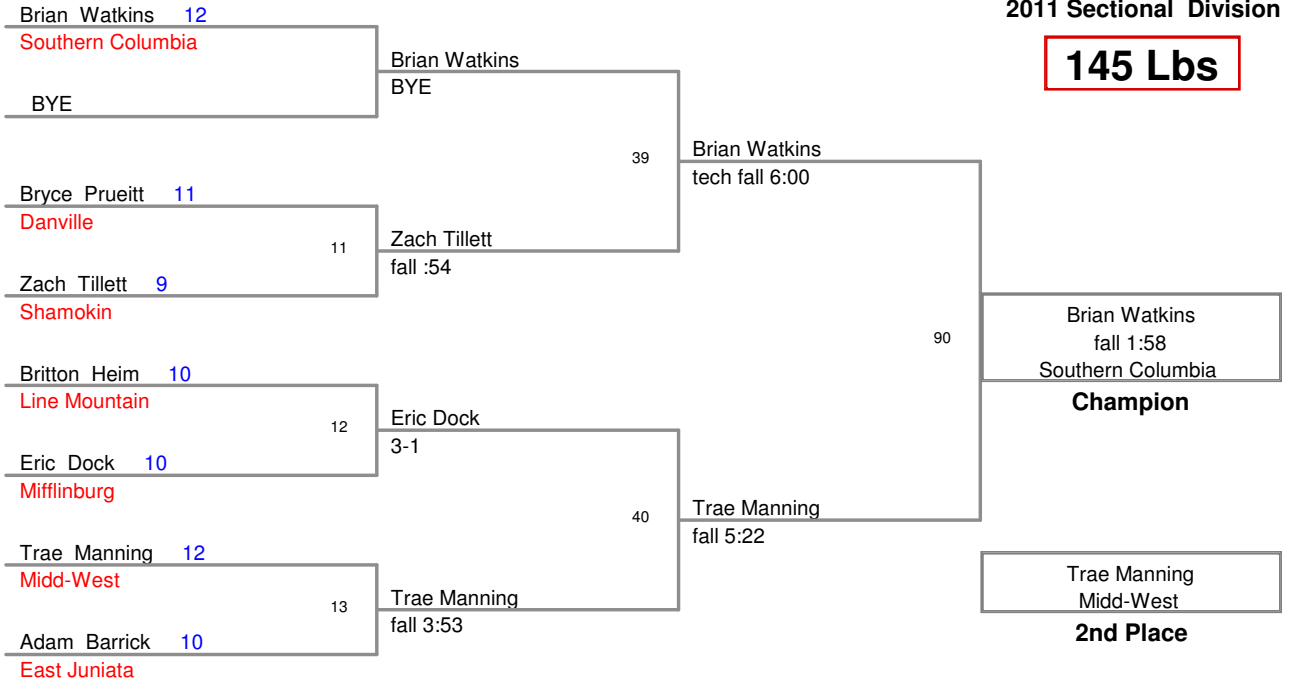 2011 Sectional Division
145 Lbs
Brian Watkins 12
Southern Columbia
BYE
Brian Watkins
BYE
Bryce Prueitt 11
Danville
11
Zach Tillett 9
Shamokin
Zach Tillett
fall :54
39
Brian Watkins
tech fall 6:00
Britton Heim 10
Line Mountain
12
Eric Dock 10
Mifflinburg
Eric Dock
3-1
Trae Manning 12
Midd-West
13
Adam Barrick 10
East Juniata
Trae Manning
fall 3:53
40
Trae Manning
fall 5:22
90
Brian Watkins
fall 1:58
Southern Columbia
Champion
Trae Manning
Midd-West
2nd Place